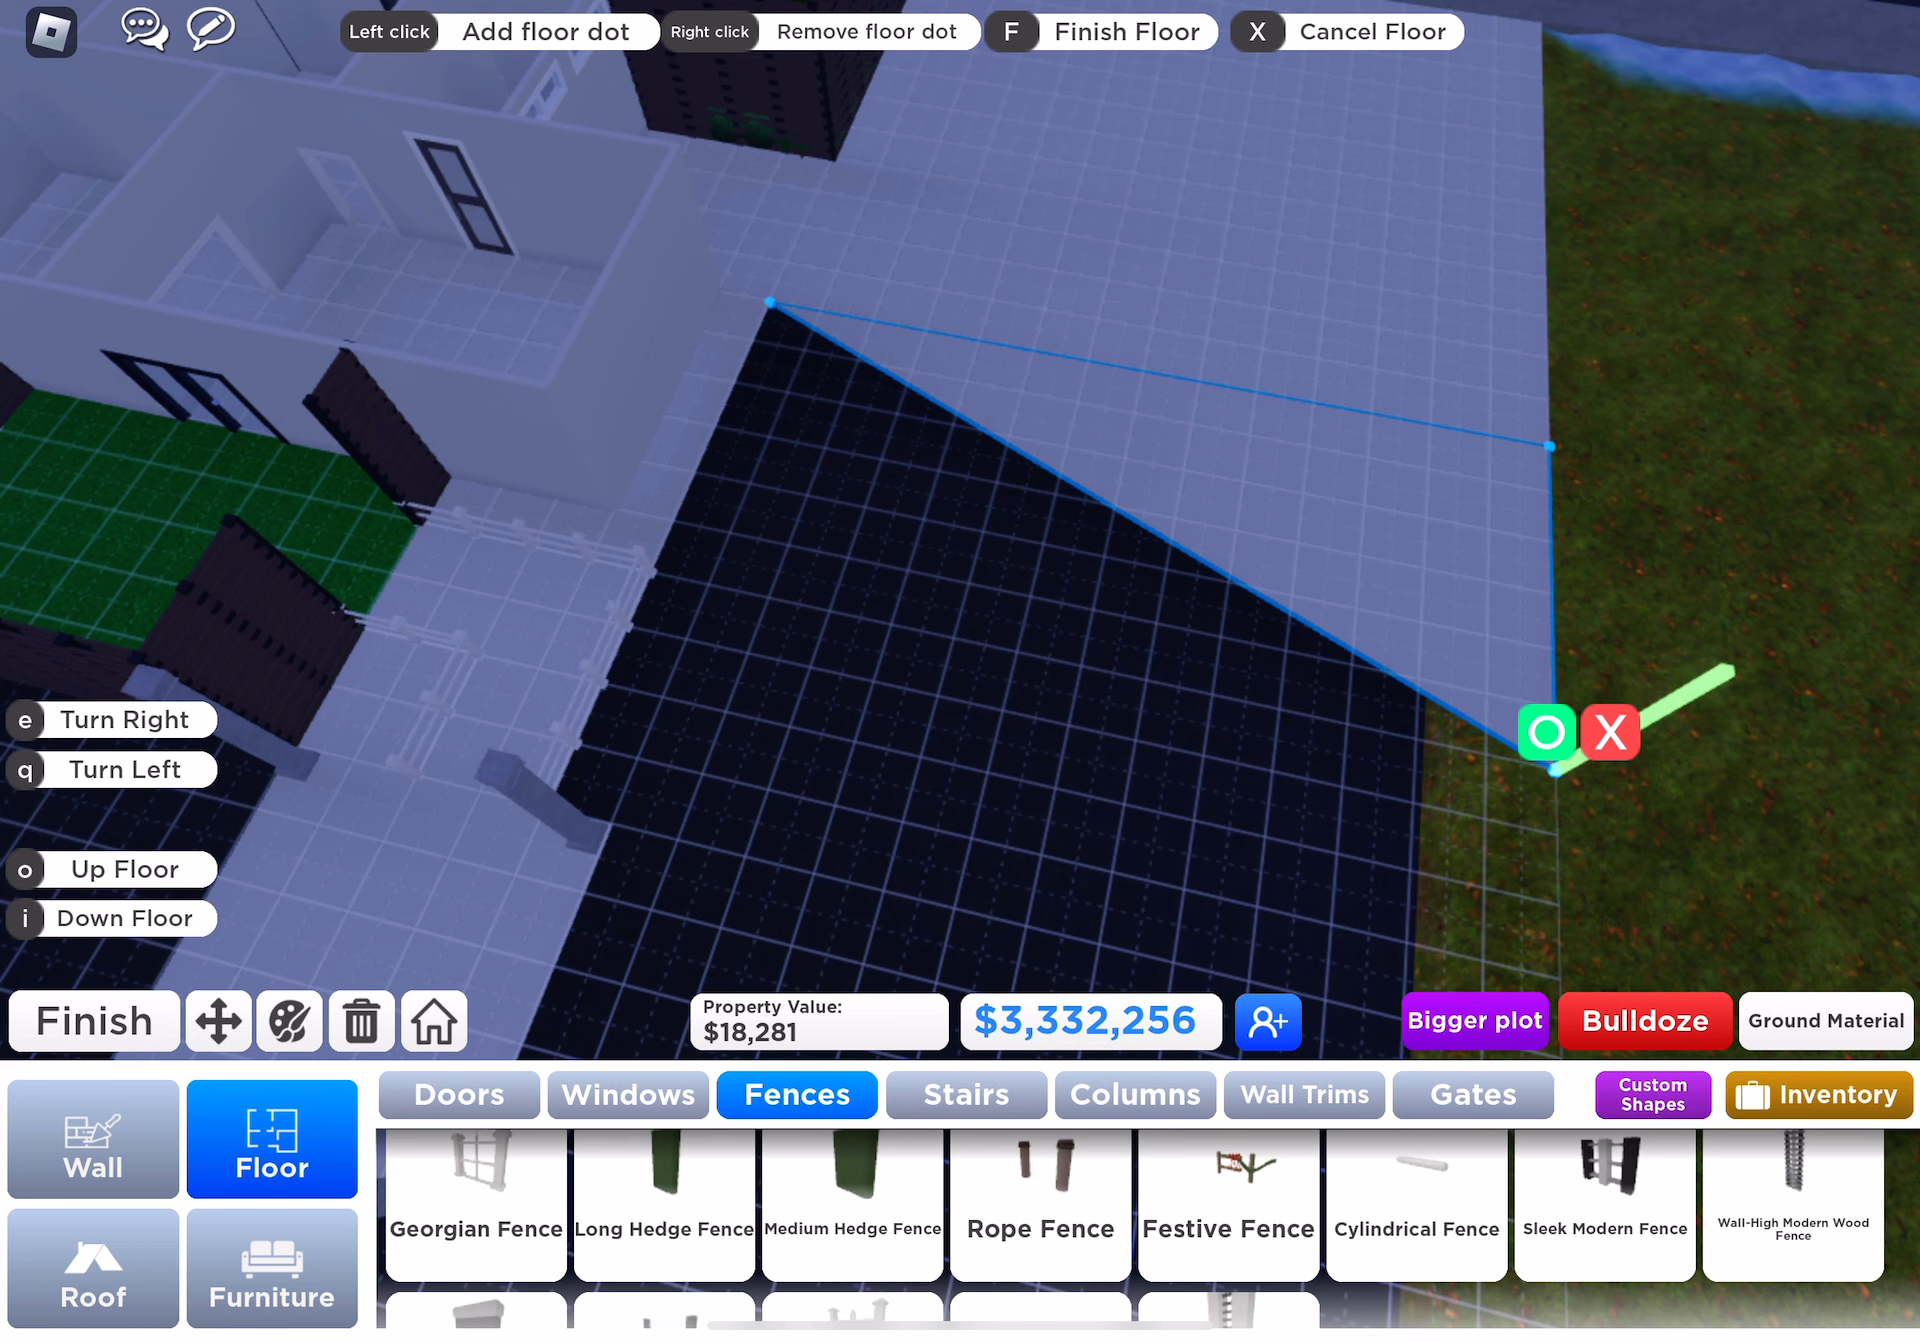 Left click Add floor dot Right click Remove floor dot F Finish Floor X Cancel Floor
O X
e Turn Right
q Turn Left
o Up Floor
i Down Floor
Finish
Property Value:
$18,281
$3,332,256
Bigger plot
Bulldoze
Ground Material
Wall
Floor
Roof
Furniture
Doors Windows Fences Stairs Columns Wall Trims Gates
Custom
Shapes
Inventory
Georgian Fence
Long Hedge Fence
Medium Hedge Fence
Rope Fence
Festive Fence
Cylindrical Fence
Sleek Modern Fence
Wall-High Modern Wood
Fence